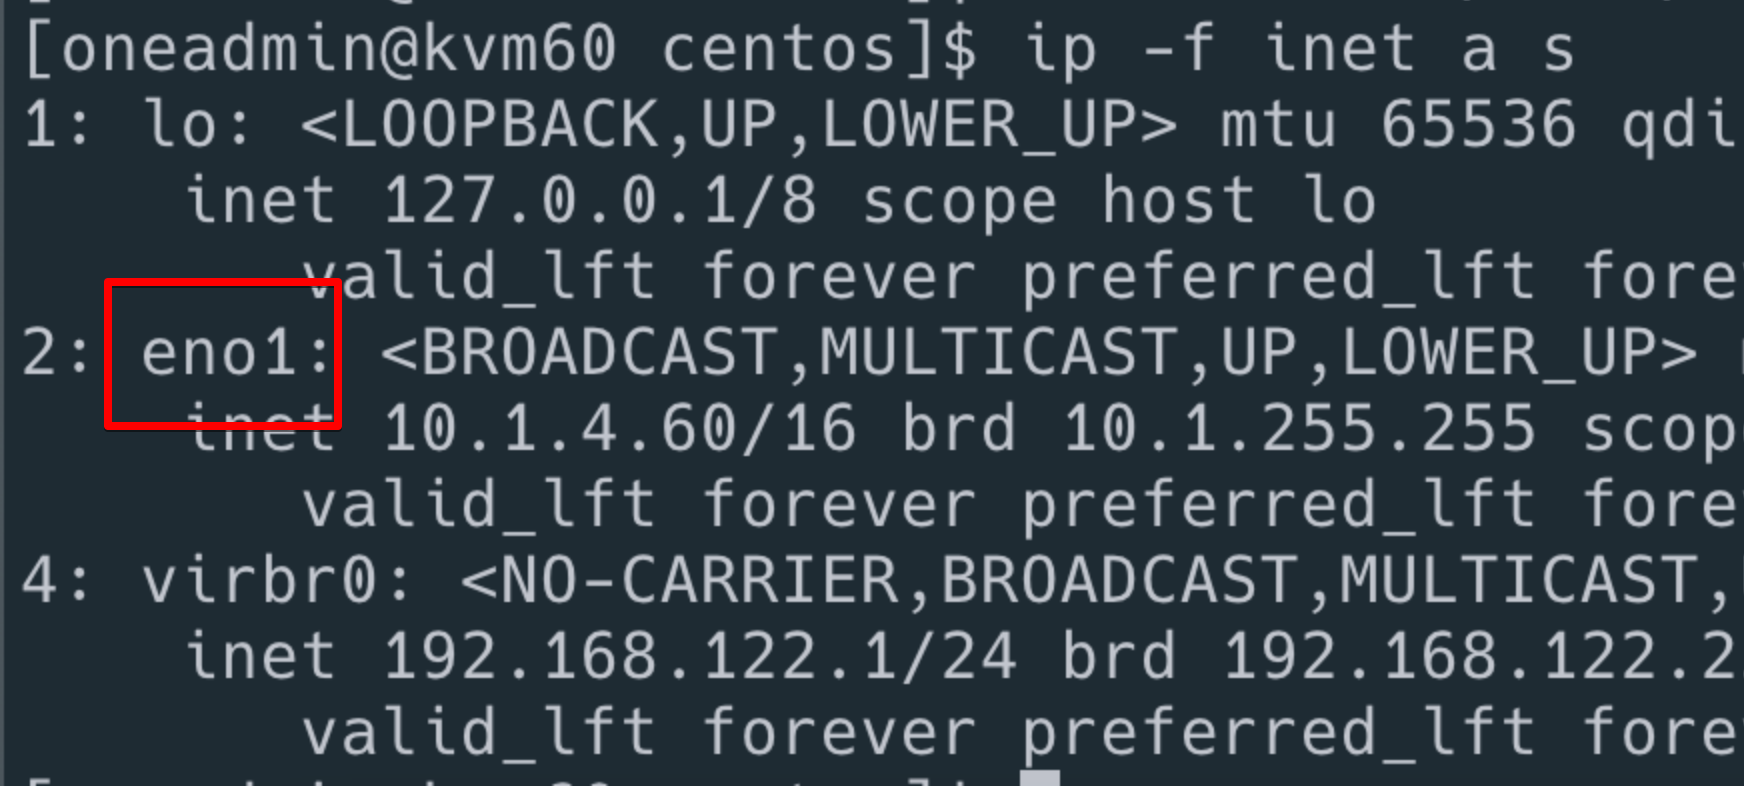 [oneadmin@kvm60 centos]$ ip -f inet a s
1: lo: <LOOPBACK,UP,LOWER_UP> mtu 65536 qdi
inet 127.0.0.1/8 scope host lo
valid_lft forever preferred_lft fore
2: eno1: <BROADCAST,MULTICAST,UP,LOWER_UP>
inet 10.1.4.60/16 brd 10.1.255.255 scop
valid_lft forever preferred_lft fore
4: virbr0: <NO-CARRIER,BROADCAST,MULTICAST,
inet 192.168.122.1/24 brd 192.168.122.2
valid_lft forever preferred_lft fore